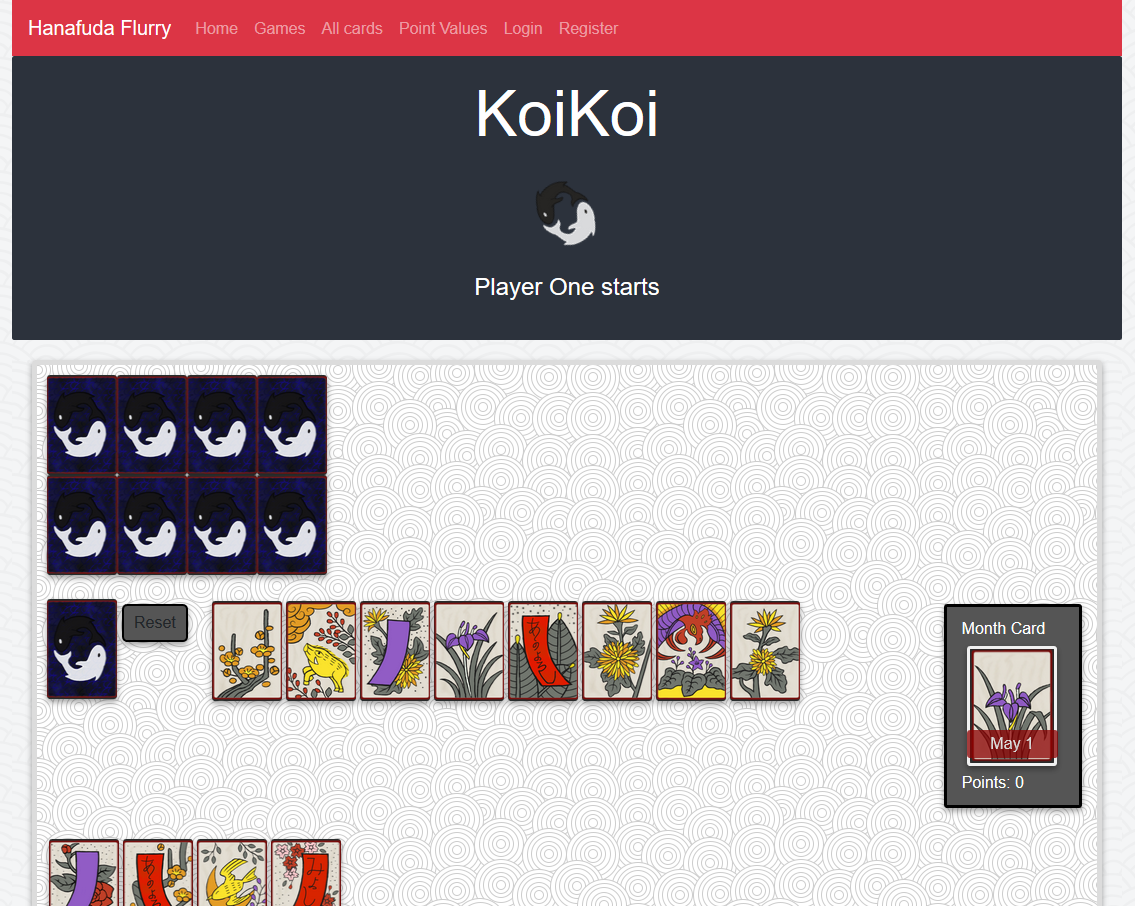 Hanafuda Flurry Home Games All cards Point Values Login Register
KoiKoi
Player One starts
Reset
Month Card
May 1
Points: 0